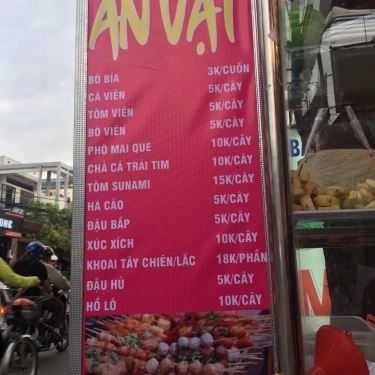 ĂN VẶT
BÒ BÍA 3K/CUỐN
CÁ VIÊN 5K/CÂY
TÔM VIÊN 5K/CÂY
BÒ VIÊN 5K/CÂY
PHÔ MAI QUE 10K/CÂY
CHẢ CÁ TRÁI TIM 10K/CÂY
TÔM SUNAMI 15K/CÂY
HÁ CẢO 5K/CÂY
ĐẬU BẮP 5K/CÂY
XÚC XÍCH 10K/CÂY
KHOAI TÂY CHIÊN/LẮC 18K/PHẦN
ĐẬU HỦ 5K/CÂY
HỒ LÔ 10K/CÂY